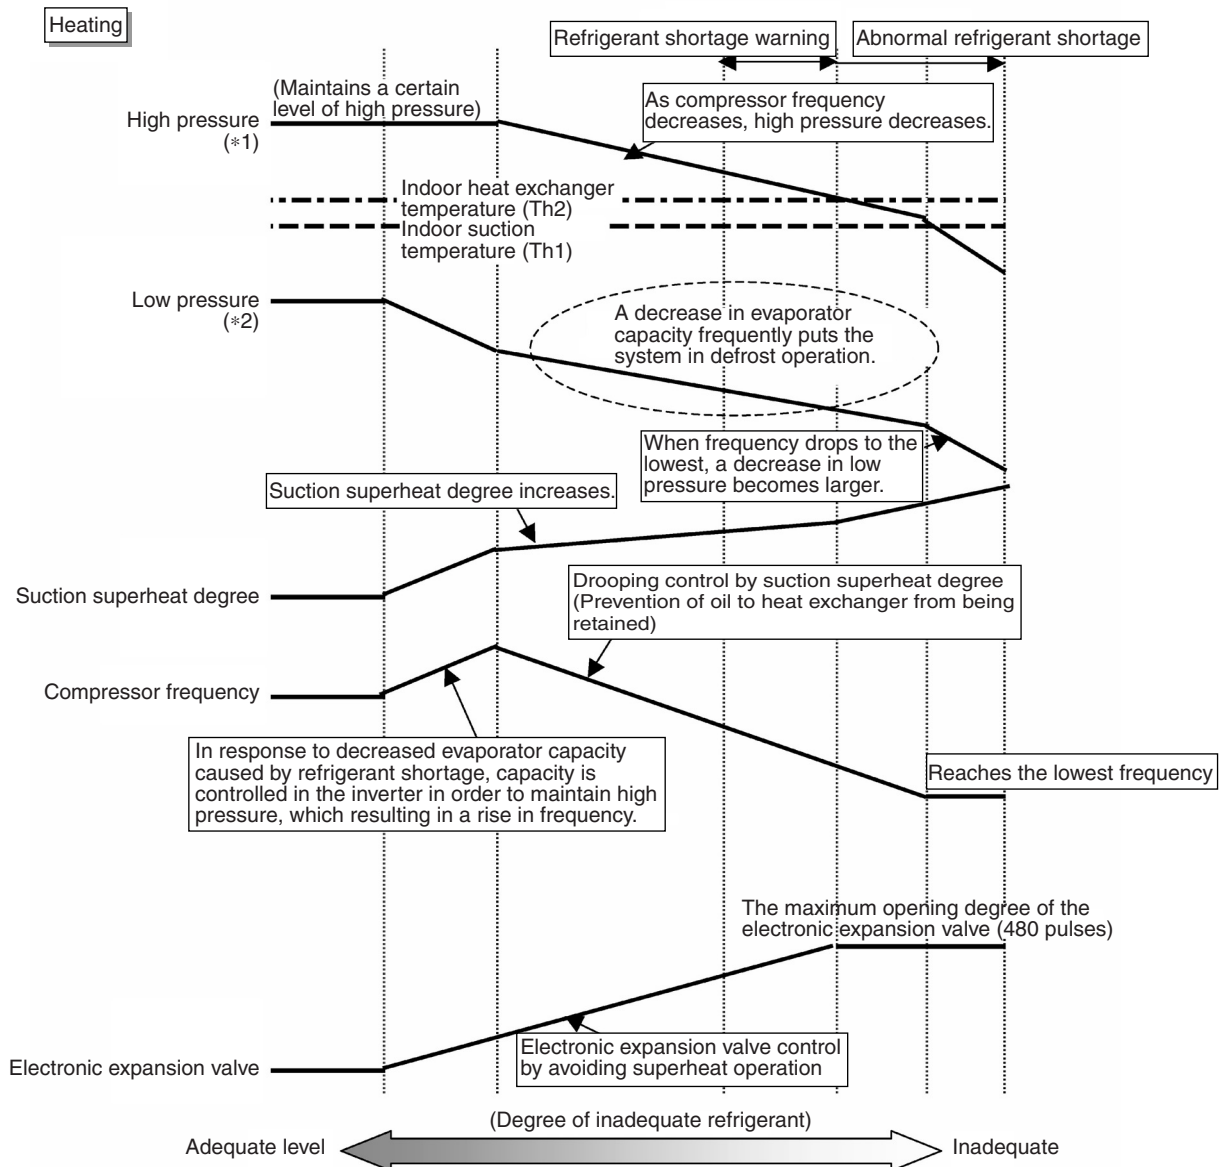 Heating
Refrigerant shortage warning
Abnormal refrigerant shortage
(Maintains a certain
level of high pressure)
As compressor frequency
decreases, high pressure decreases.
High pressure
(*1)
Indoor heat exchanger
temperature (Th2)
Indoor suction
temperature (Th1)
Low pressure
(*2)
A decrease in evaporator
capacity frequently puts the
system in defrost operation.
When frequency drops to the
lowest, a decrease in low
pressure becomes larger.
Suction superheat degree increases.
Suction superheat degree
Drooping control by suction superheat degree
(Prevention of oil to heat exchanger from being
retained)
Compressor frequency
In response to decreased evaporator capacity
caused by refrigerant shortage, capacity is
controlled in the inverter in order to maintain high
pressure, which resulting in a rise in frequency.
Reaches the lowest frequency
The maximum opening degree of the
electronic expansion valve (480 pulses)
Electronic expansion valve control
by avoiding superheat operation
Electronic expansion valve
(Degree of inadequate refrigerant)
Adequate level
Inadequate